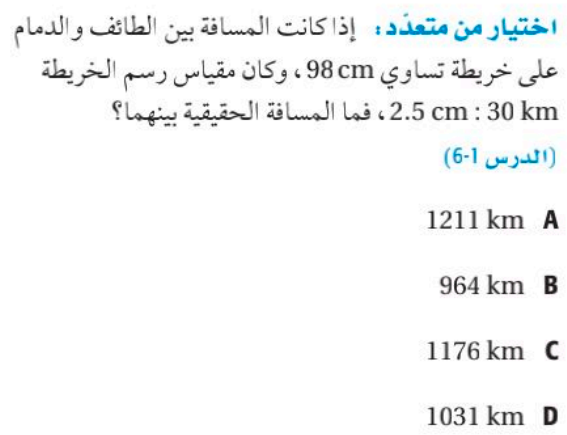 اختيار من متعدّد : إذا كانت المسافة بين الطائف والدمام
على خريطة تساوي 98 cm ، وكان مقياس رسم الخريطة
2.5 cm : 30 km ، فما المسافة الحقيقية بينهما؟
(الدرس 1-6)
1211 km A
964 km B
1176 km C
1031 km D